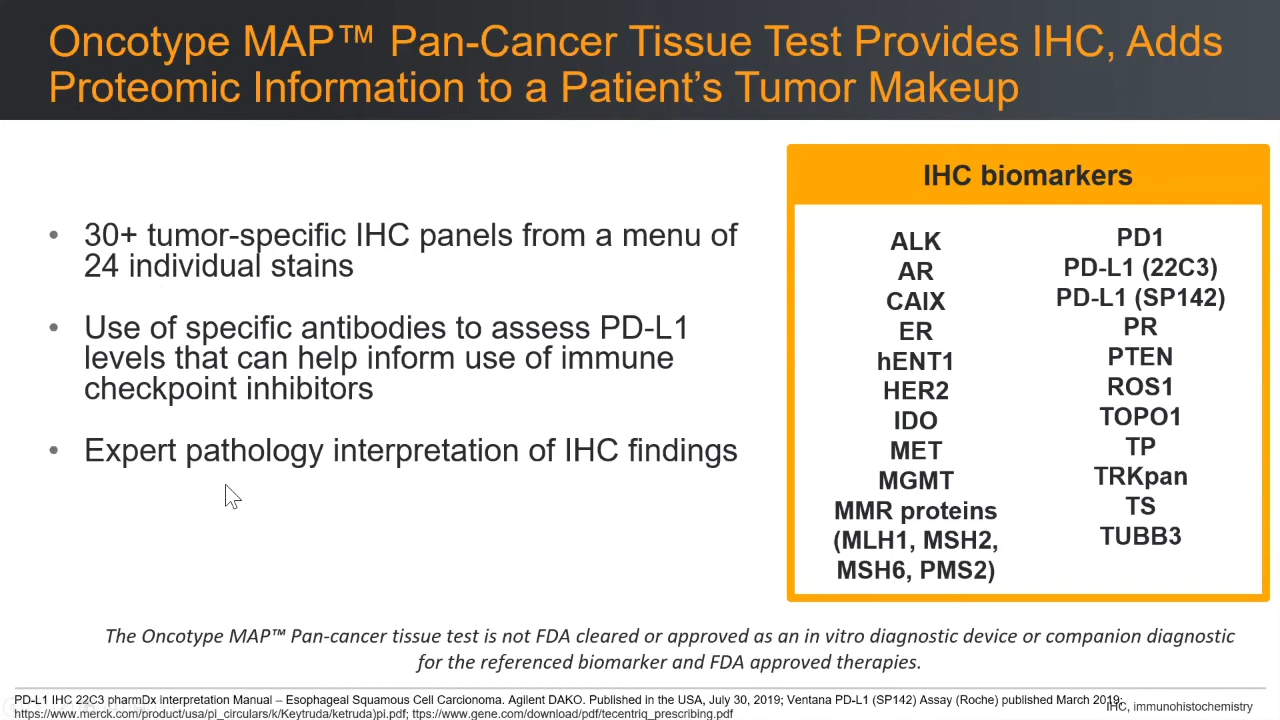 Oncotype MAP™ Pan-Cancer Tissue Test Provides IHC, Adds
Proteomic Information to a Patient’s Tumor Makeup
• 30+ tumor-specific IHC panels from a menu of
24 individual stains
• Use of specific antibodies to assess PD-L1
levels that can help inform use of immune
checkpoint inhibitors
• Expert pathology interpretation of IHC findings
IHC biomarkers
ALK
AR
CAIX
ER
hENT1
HER2
IDO
MET
MGMT
MMR proteins
(MLH1, MSH2,
MSH6, PMS2)
PD1
PD-L1 (22C3)
PD-L1 (SP142)
PR
PTEN
ROS1
TOPO1
TP
TRKpan
TS
TUBB3
The Oncotype MAP™ Pan-cancer tissue test is not FDA cleared or approved as an in vitro diagnostic device or companion diagnostic
for the referenced biomarker and FDA approved therapies.
PD-L1 IHC 22C3 pharmDx interpretation Manual – Esophageal Squamous Cell Carcionoma. Agilent DAKO. Published in the USA, July 30, 2019; Ventana PD-L1 (SP142) Assay (Roche) published March 2019;
https://www.merck.com/product/usa/pi_circulars/k/Keytruda/ketruda)pi.pdf; ttps://www.gene.com/download/pdf/tecentriq_prescribing.pdf
IHC, immunohistochemistry